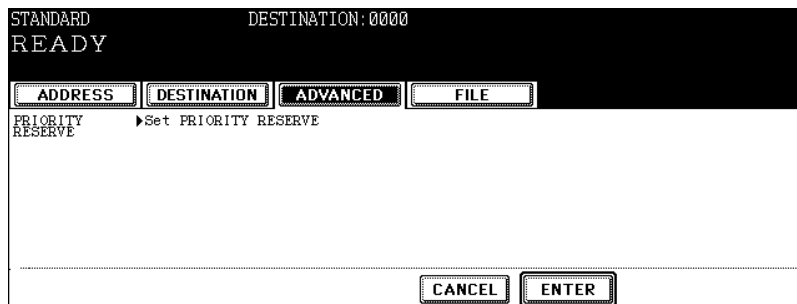 STANDARD DESTINATION:0000
READY
ADDRESS DESTINATION ADVANCED FILE
PRIORITY RESERVE ▶Set PRIORITY RESERVE
CANCEL ENTER